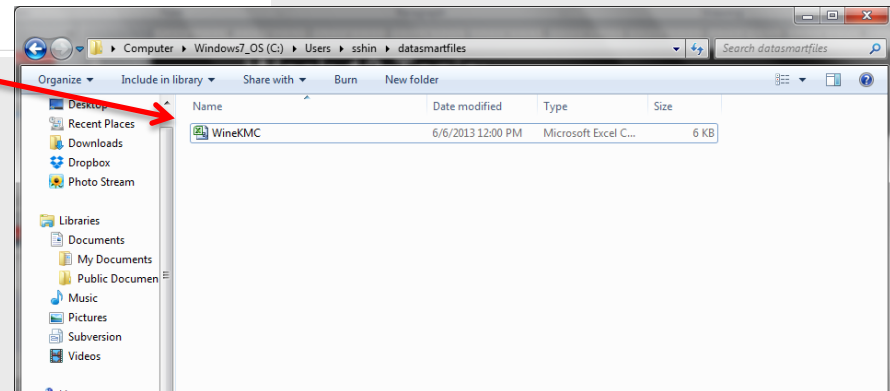 Computer ▸ Windows7_OS (C:) ▸ Users ▸ sshin ▸ datasmartfiles
Search datasmartfiles
Organize Include in library Share with Burn New folder
Name Date modified Type Size
WineKMC 6/6/2013 12:00 PM Microsoft Excel C... 6 KB
Desktop
Recent Places
Downloads
Dropbox
Photo Stream
Libraries
Documents
My Documents
Public Documen
Music
Pictures
Subversion
Videos